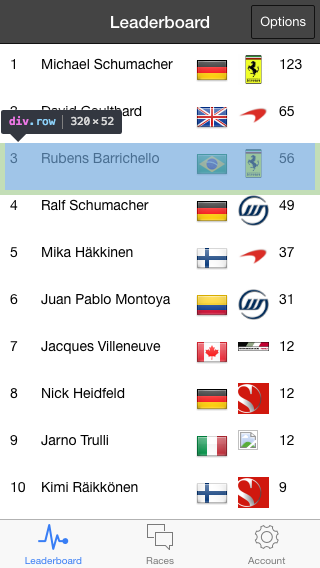 Leaderboard
Options
1 Michael Schumacher 123
2 David Coulthard 65
div.row 320×52
3 Rubens Barrichello 56
4 Ralf Schumacher 49
5 Mika Häkkinen 37
6 Juan Pablo Montoya 31
7 Jacques Villeneuve 12
8 Nick Heidfeld 12
9 Jarno Trulli 12
10 Kimi Räikkönen 9
Leaderboard
Races
Account